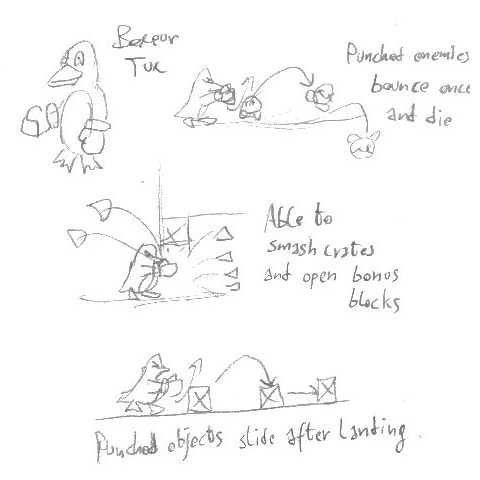 Boxeur
Tux
Punched enemies
bounce once
and die
Able to
smash crates
and open bonus
blocks
Punched objects slide after landing.